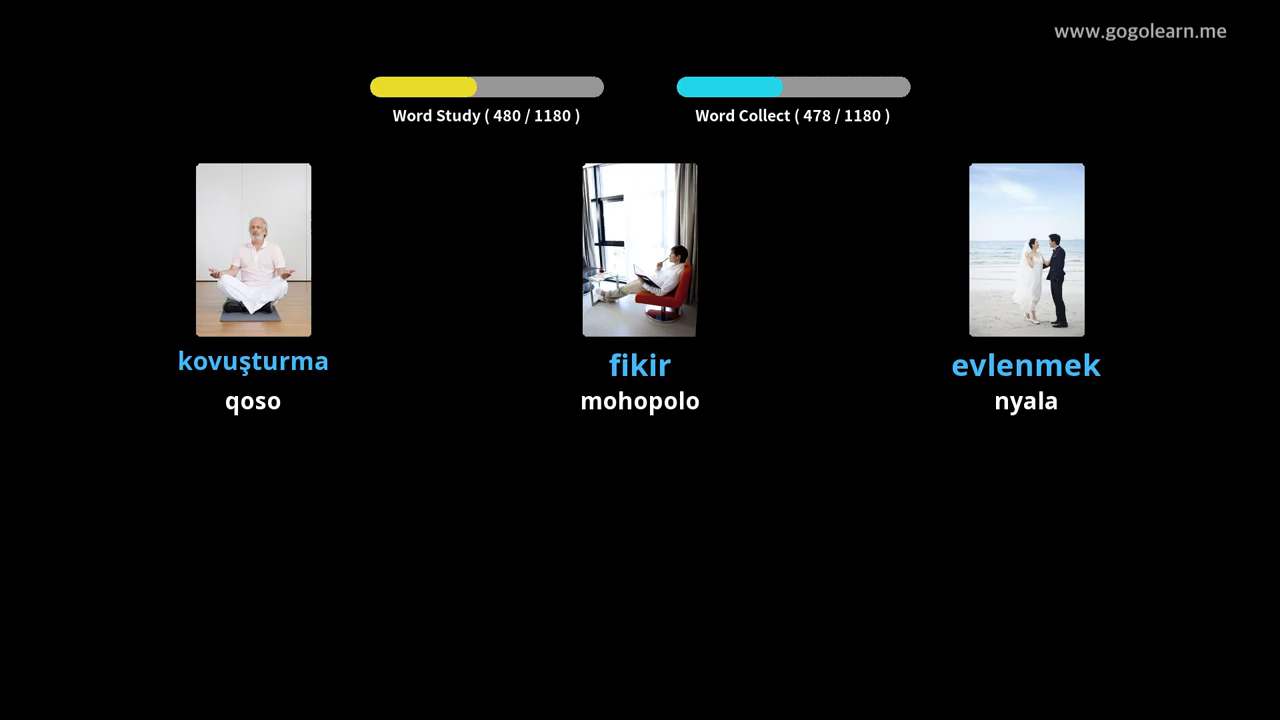 www.gogolearn.me
Word Study ( 480 / 1180 )
Word Collect ( 478 / 1180 )
kovuşturma
fikir
evlenmek
qoso
mohopolo
nyala